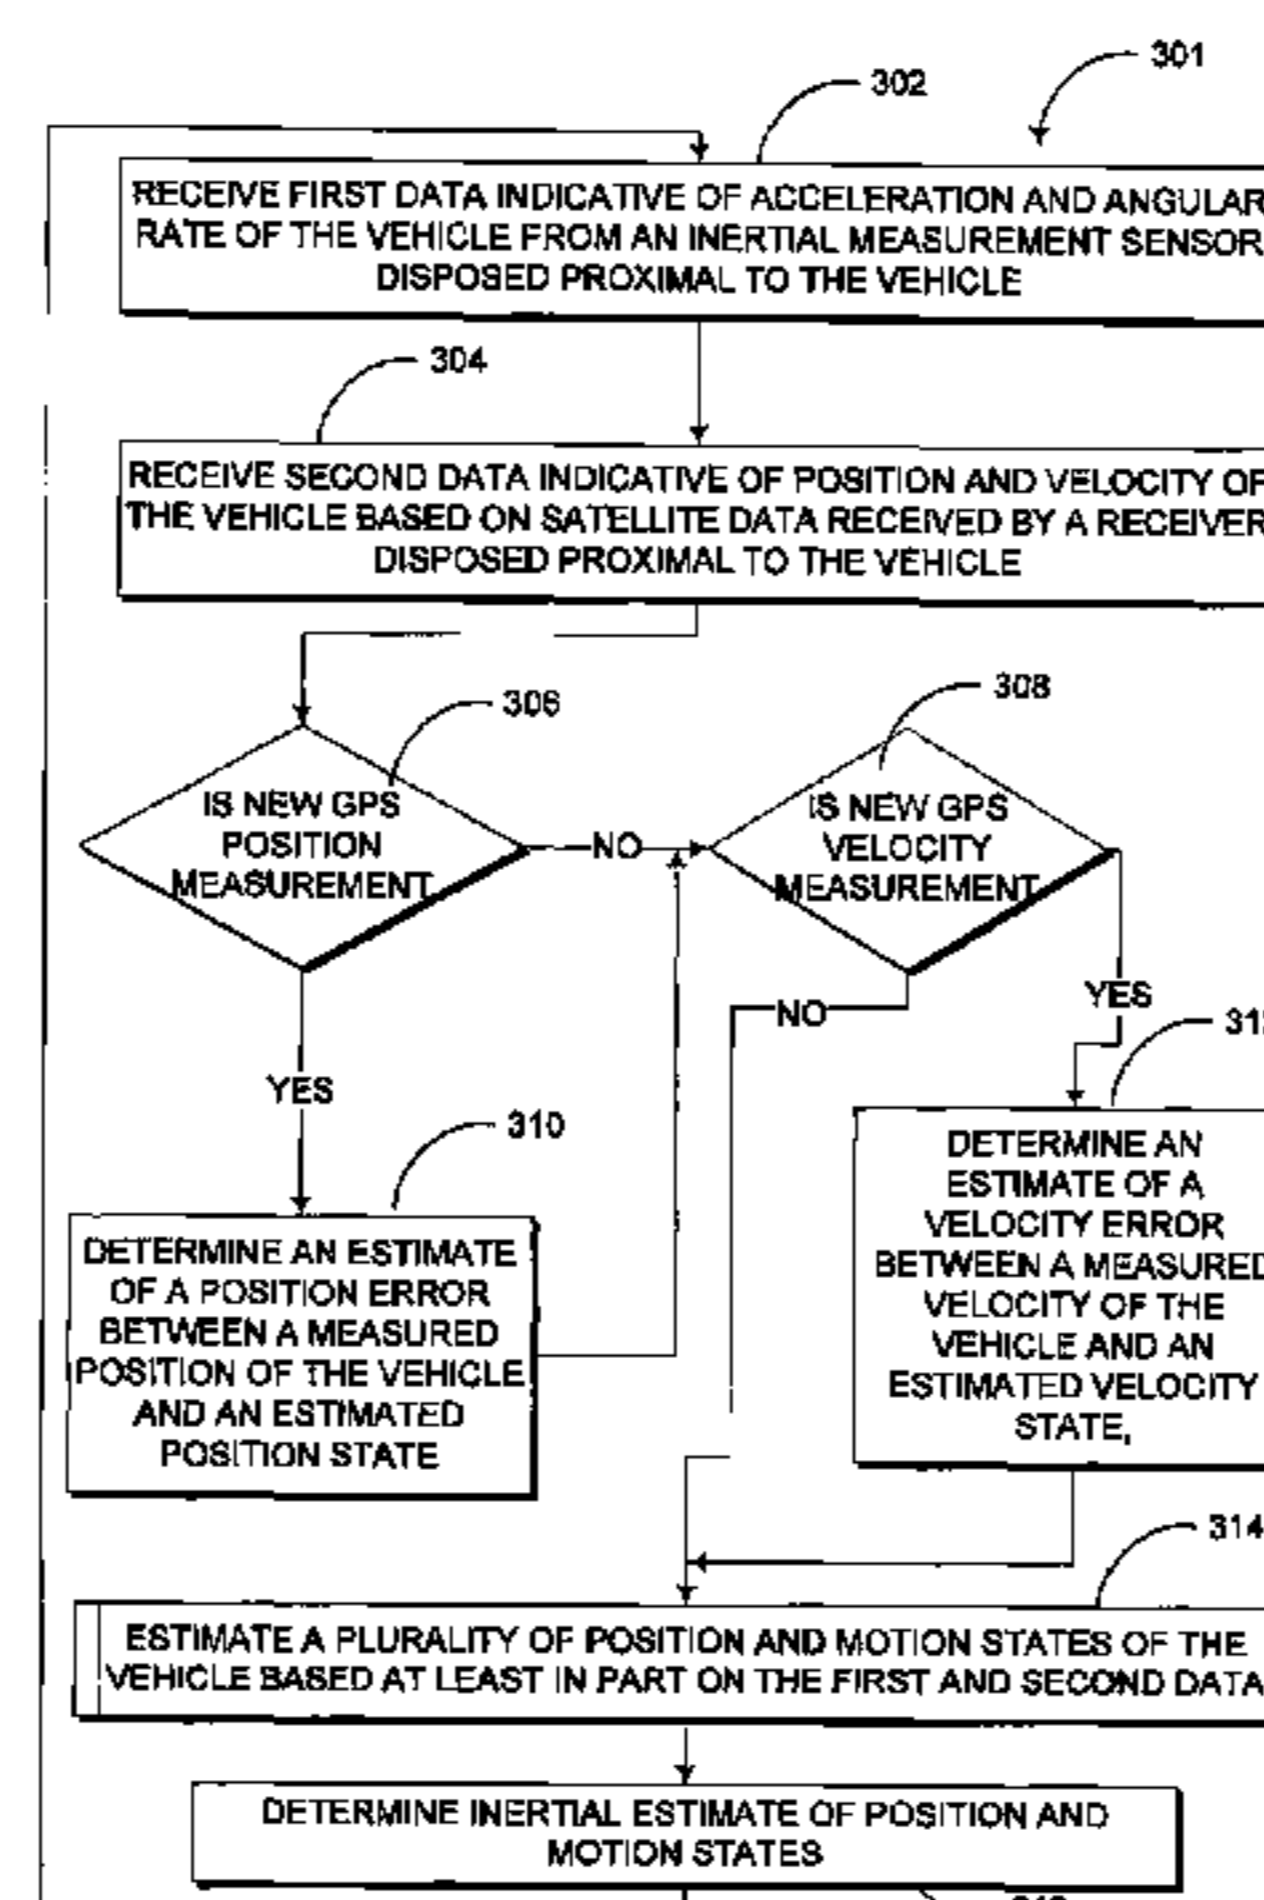 301
302
RECEIVE FIRST DATA INDICATIVE OF ACCELERATION AND ANGULAR
RATE OF THE VEHICLE FROM AN INERTIAL MEASUREMENT SENSOR
DISPOSED PROXIMAL TO THE VEHICLE
304
RECEIVE SECOND DATA INDICATIVE OF POSITION AND VELOCITY OF
THE VEHICLE BASED ON SATELLITE DATA RECEIVED BY A RECEIVER
DISPOSED PROXIMAL TO THE VEHICLE
306
IS NEW GPS
POSITION
MEASUREMENT
NO
308
IS NEW GPS
VELOCITY
MEASUREMENT
NO
YES
YES
310
DETERMINE AN ESTIMATE
OF A POSITION ERROR
BETWEEN A MEASURED
POSITION OF THE VEHICLE
AND AN ESTIMATED
POSITION STATE
DETERMINE AN
ESTIMATE OF A
VELOCITY ERROR
BETWEEN A MEASURED
VELOCITY OF THE
VEHICLE AND AN
ESTIMATED VELOCITY
STATE,
314
ESTIMATE A PLURALITY OF POSITION AND MOTION STATES OF THE
VEHICLE BASED AT LEAST IN PART ON THE FIRST AND SECOND DATA
DETERMINE INERTIAL ESTIMATE OF POSITION AND
MOTION STATES